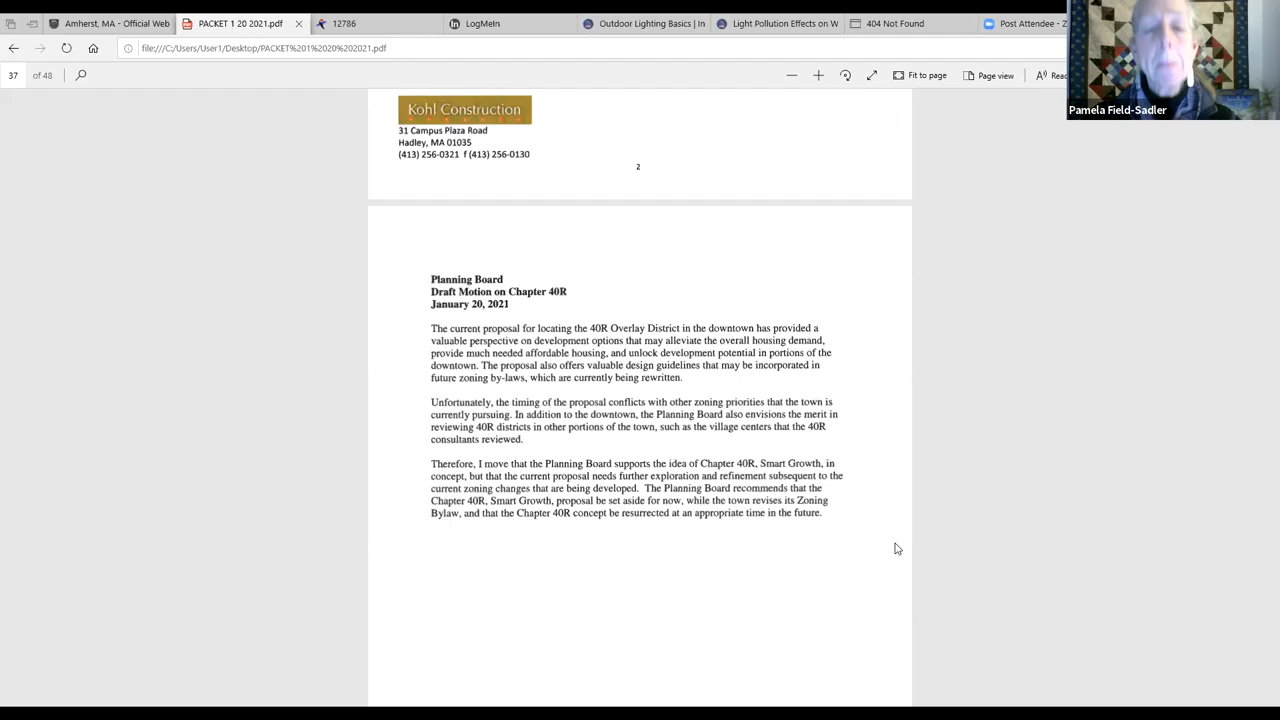 Amherst, MA - Official Web
PACKET 1 20 2021.pdf
12786
LogMeIn
Outdoor Lighting Basics | In
Light Pollution Effects on W
404 Not Found
Post Attendee - Z
file:///C:/Users/User1/Desktop/PACKET%201%2020%202021.pdf
37 of 48
Fit to page
Page view
A) Rea
Pamela Field-Sadler
Kohl Construction
31 Campus Plaza Road
Hadley, MA 01035
(413) 256-0321 f (413) 256-0130
2
Planning Board
Draft Motion on Chapter 40R
January 20, 2021
The current proposal for locating the 40R Overlay District in the downtown has provided a
valuable perspective on development options that may alleviate the overall housing demand,
provide much needed affordable housing, and unlock development potential in portions of the
downtown. The proposal also offers valuable design guidelines that may be incorporated in
future zoning by-laws, which are currently being rewritten.
Unfortunately, the timing of the proposal conflicts with other zoning priorities that the town is
currently pursuing. In addition to the downtown, the Planning Board also envisions the merit in
reviewing 40R districts in other portions of the town, such as the village centers that the 40R
consultants reviewed.
Therefore, I move that the Planning Board supports the idea of Chapter 40R, Smart Growth, in
concept, but that the current proposal needs further exploration and refinement subsequent to the
current zoning changes that are being developed. The Planning Board recommends that the
Chapter 40R, Smart Growth, proposal be set aside for now, while the town revises its Zoning
Bylaw, and that the Chapter 40R concept be resurrected at an appropriate time in the future.